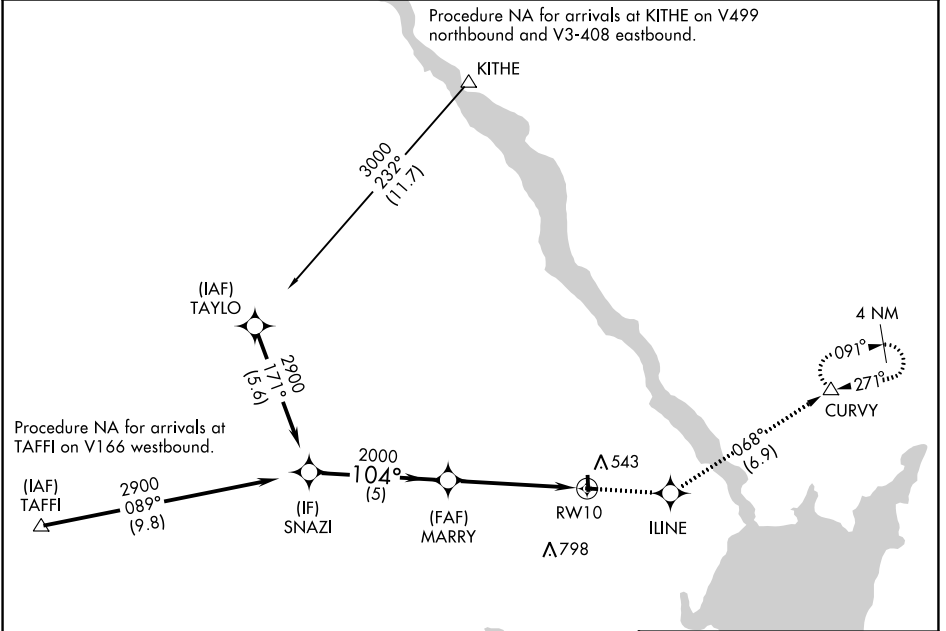 Procedure NA for arrivals at KITHE on V499
northbound and V3-408 eastbound.
KITHE
3000
232°
(11.7)
(IAF)
TAYLO
4 NM
091°
271°
CURVY
2900
171°
(5.6)
Procedure NA for arrivals at
TAFFI on V166 westbound.
(IAF)
TAFFI
2900
089°
(9.8)
(IF)
SNAZI
2000
104°
(5)
(FAF)
MARRY
543
RW10
798
ILINE
068°
(6.9)